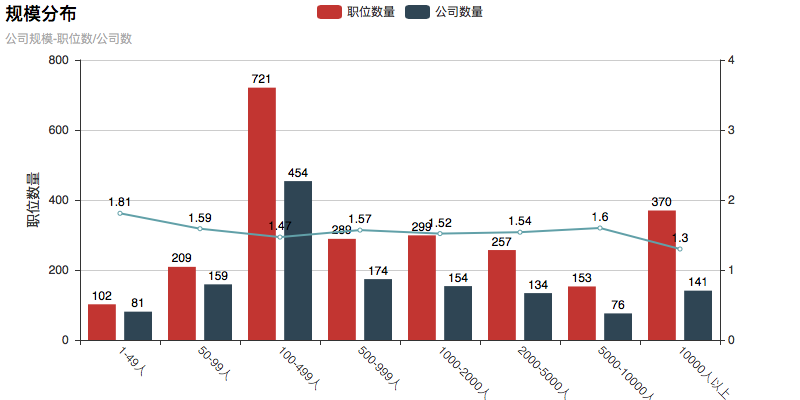 规模分布
公司规模-职位数/公司数
职位数量 公司数量
职位数量
800
600
400
200
0
4
3
2
1
0
102 209 721 289 299 257 153 370
81 159 454 174 154 134 76 141
1.81 1.59 1.47 1.57 1.52 1.54 1.6 1.3
1-49人
50-99人
100-499人
500-999人
1000-2000人
2000-5000人
5000-10000人
10000人以上